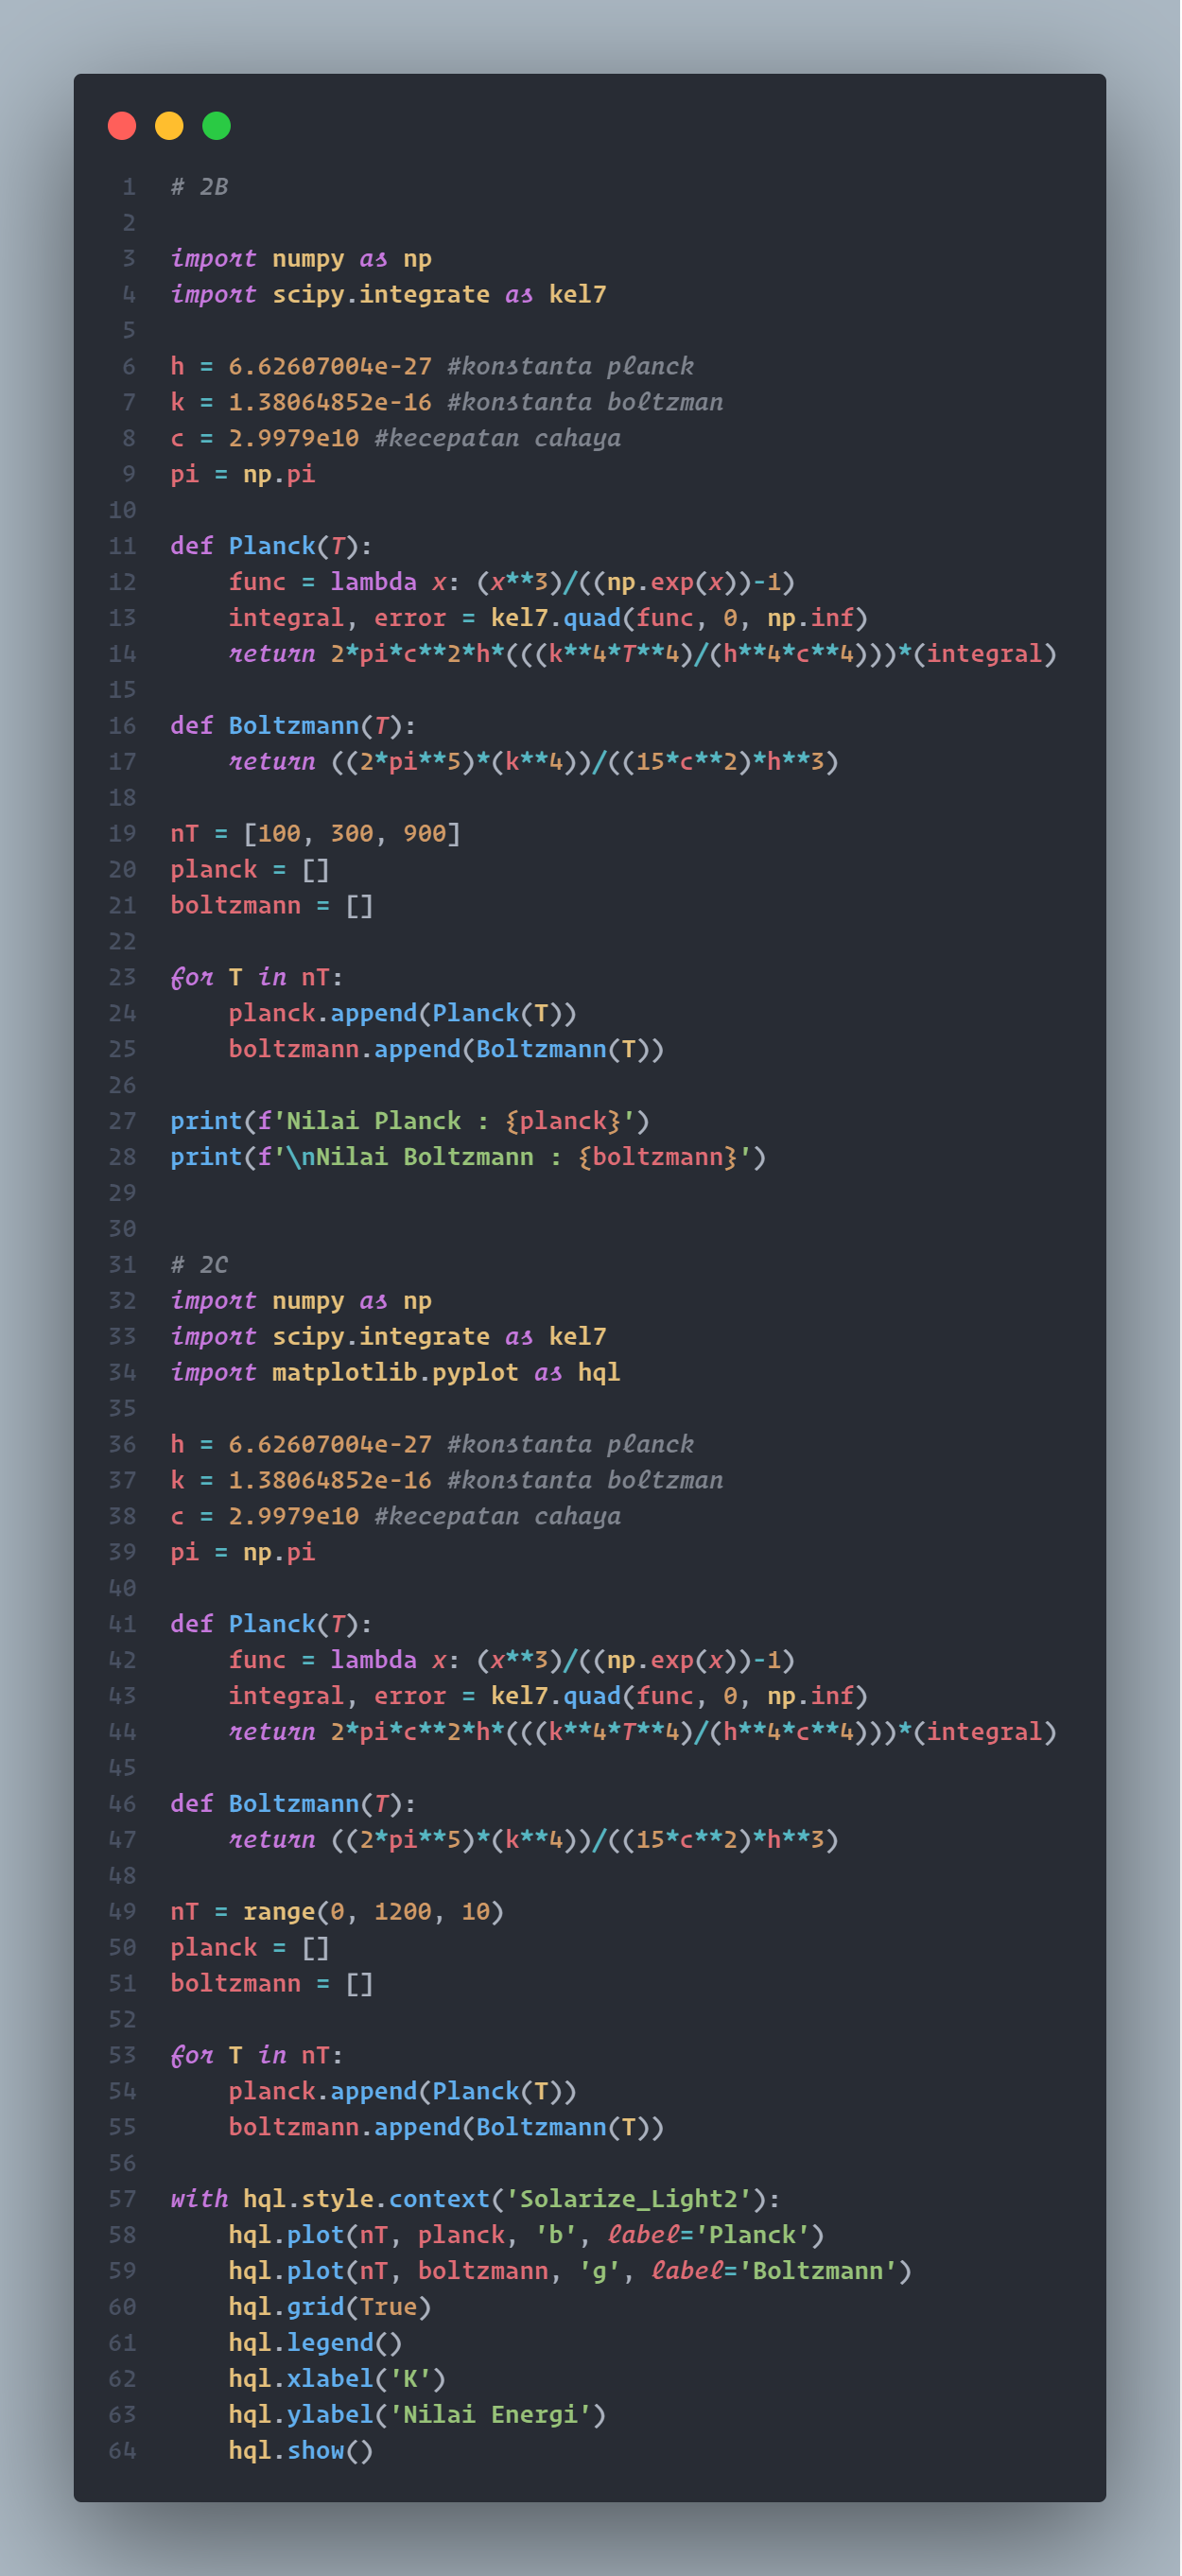 1 # 2B
2
3 import numpy as np
4 import scipy.integrate as kel7
5
6 h = 6.62607004e-27 #konstanta planck
7 k = 1.38064852e-16 #konstanta boltzman
8 c = 2.9979e10 #kecepatan cahaya
9 pi = np.pi
10
11 def Planck(T):
12     func = lambda x: (x**3)/((np.exp(x))-1)
13     integral, error = kel7.quad(func, 0, np.inf)
14     return 2*pi*c**2*h*(((k**4*T**4)/(h**4*c**4)))*(integral)
15
16 def Boltzmann(T):
17     return ((2*pi**5)*(k**4))/((15*c**2)*h**3)
18
19 nT = [100, 300, 900]
20 planck = []
21 boltzmann = []
22
23 for T in nT:
24     planck.append(Planck(T))
25     boltzmann.append(Boltzmann(T))
26
27 print(f'Nilai Planck : {planck}')
28 print(f'\nNilai Boltzmann : {boltzmann}')
29
30
31 # 2C
32 import numpy as np
33 import scipy.integrate as kel7
34 import matplotlib.pyplot as hql
35
36 h = 6.62607004e-27 #konstanta planck
37 k = 1.38064852e-16 #konstanta boltzman
38 c = 2.9979e10 #kecepatan cahaya
39 pi = np.pi
40
41 def Planck(T):
42     func = lambda x: (x**3)/((np.exp(x))-1)
43     integral, error = kel7.quad(func, 0, np.inf)
44     return 2*pi*c**2*h*(((k**4*T**4)/(h**4*c**4)))*(integral)
45
46 def Boltzmann(T):
47     return ((2*pi**5)*(k**4))/((15*c**2)*h**3)
48
49 nT = range(0, 1200, 10)
50 planck = []
51 boltzmann = []
52
53 for T in nT:
54     planck.append(Planck(T))
55     boltzmann.append(Boltzmann(T))
56
57 with hql.style.context('Solarize_Light2'):
58     hql.plot(nT, planck, 'b', label='Planck')
59     hql.plot(nT, boltzmann, 'g', label='Boltzmann')
60     hql.grid(True)
61     hql.legend()
62     hql.xlabel('K')
63     hql.ylabel('Nilai Energi')
64     hql.show()